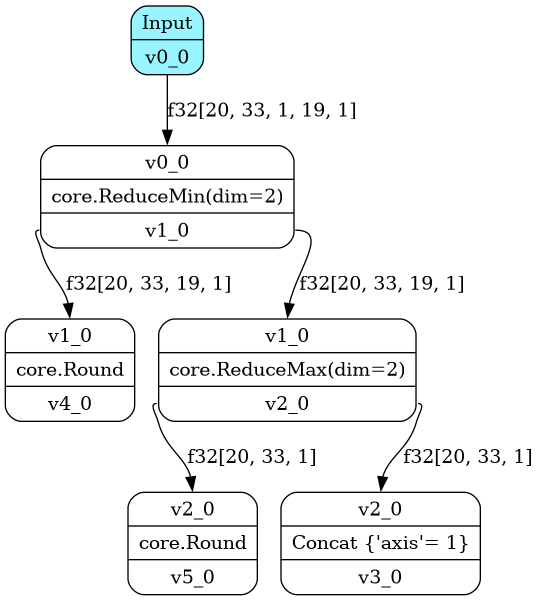 Input
v0_0
f32[20, 33, 1, 19, 1]
v0_0
core.ReduceMin(dim=2)
v1_0
f32[20, 33, 19, 1]
f32[20, 33, 19, 1]
v1_0
core.Round
v4_0
v1_0
core.ReduceMax(dim=2)
v2_0
f32[20, 33, 1]
f32[20, 33, 1]
v2_0
core.Round
v5_0
v2_0
Concat {'axis'= 1}
v3_0